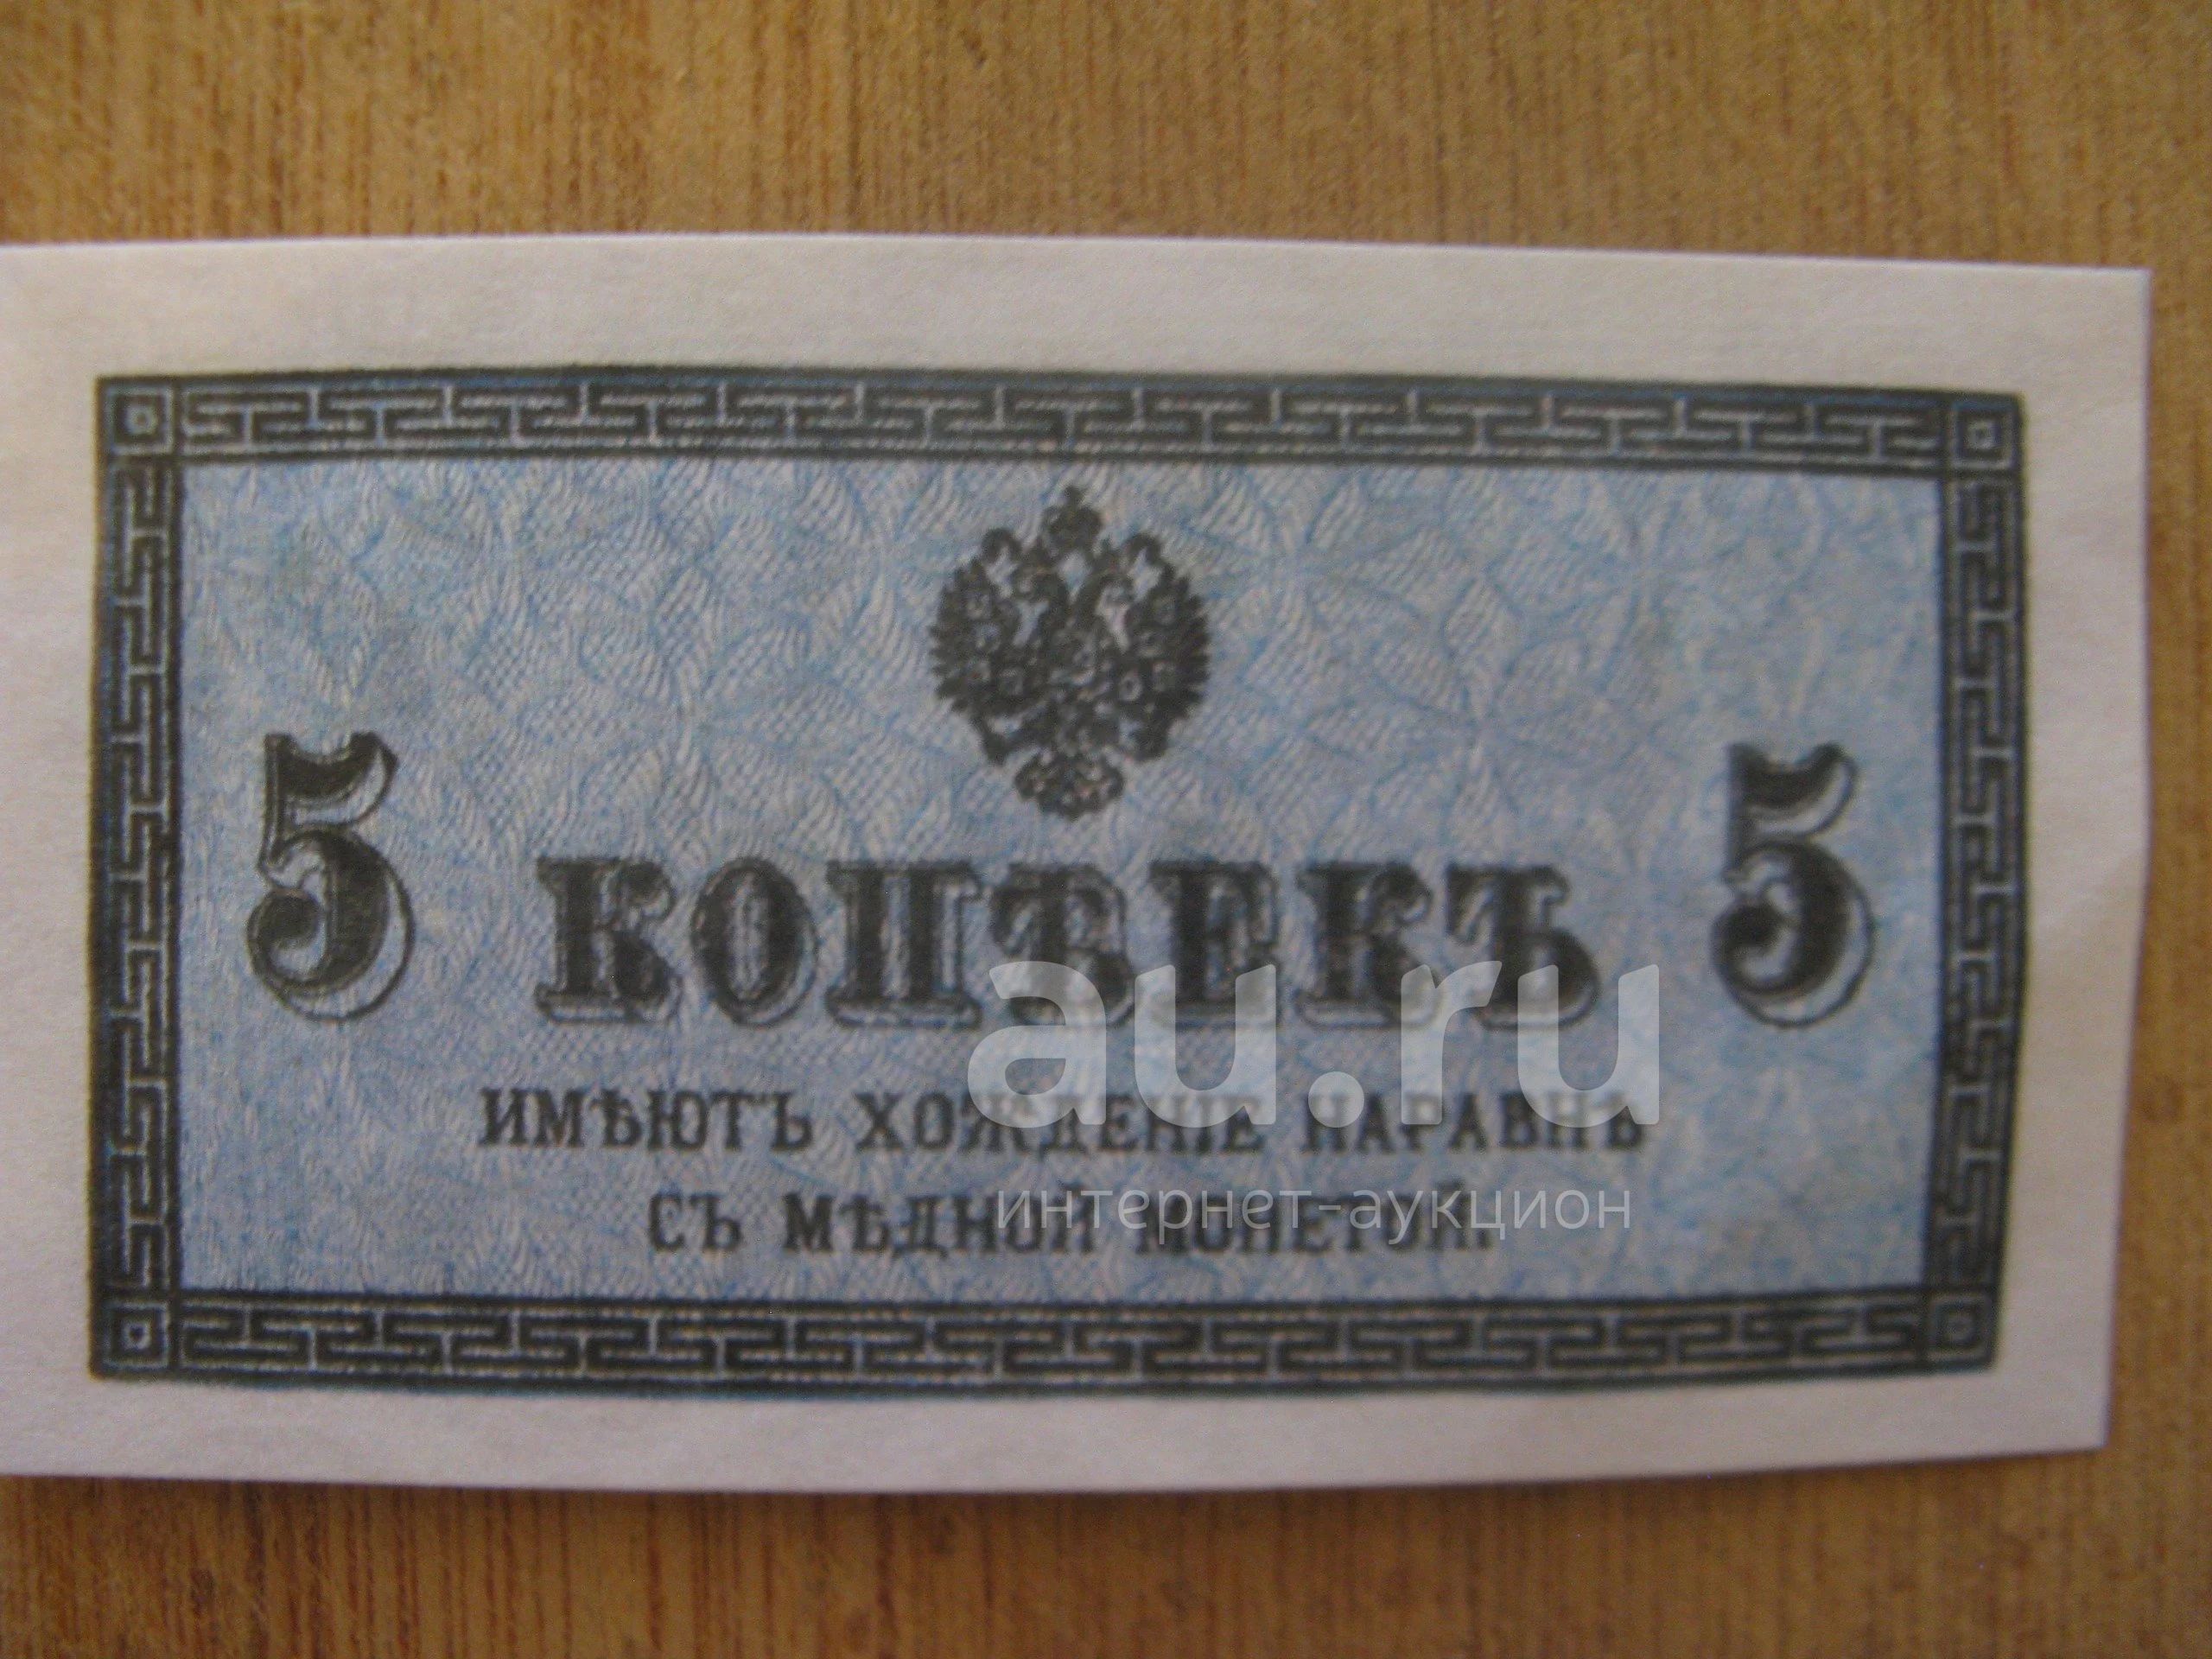 5 КОПѢЕКЪ 5
ИМѢЮТЪ ХОЖДЕНІЕ НАРАВНѢ
СЪ МѢДНОЙ МОНЕТОЙ.
au.ru
интернет-аукцион